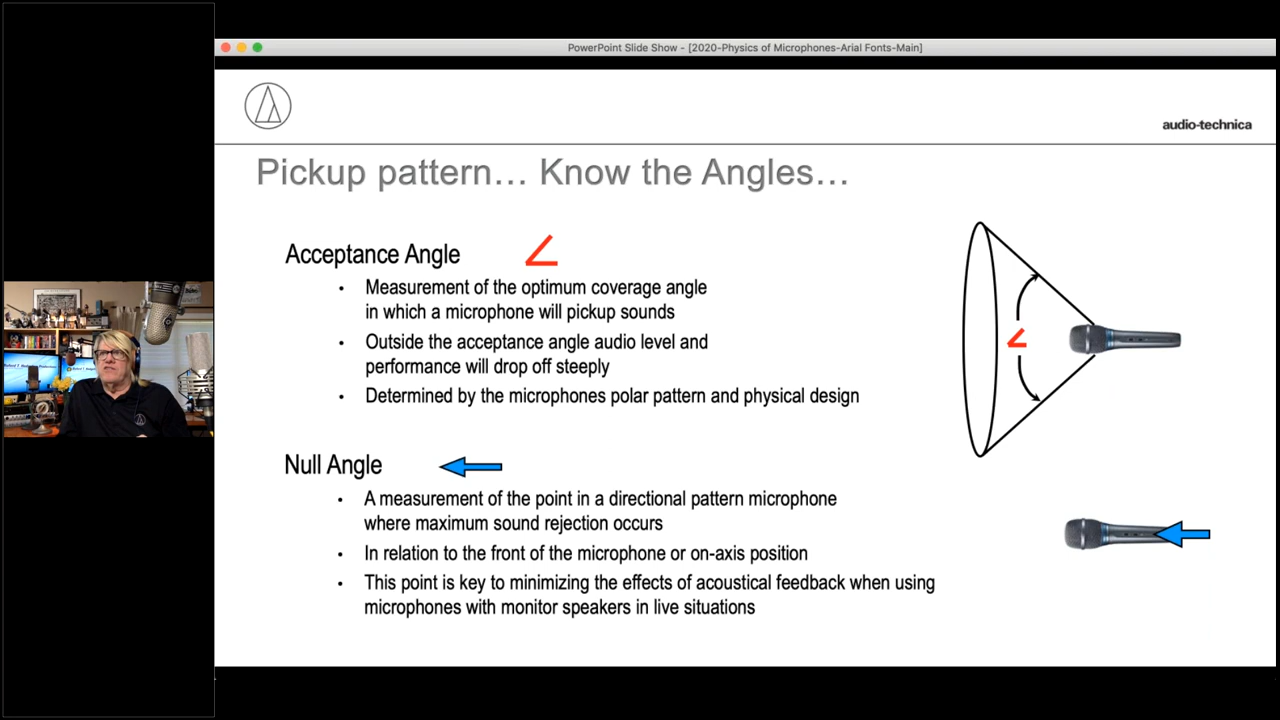 PowerPoint Slide Show - [2020-Physics of Microphones-Arial Fonts-Main]
audio-technica
Pickup pattern… Know the Angles…
Acceptance Angle
• Measurement of the optimum coverage angle
in which a microphone will pickup sounds
• Outside the acceptance angle audio level and
performance will drop off steeply
• Determined by the microphones polar pattern and physical design
Null Angle
• A measurement of the point in a directional pattern microphone
where maximum sound rejection occurs
• In relation to the front of the microphone or on-axis position
• This point is key to minimizing the effects of acoustical feedback when using
microphones with monitor speakers in live situations